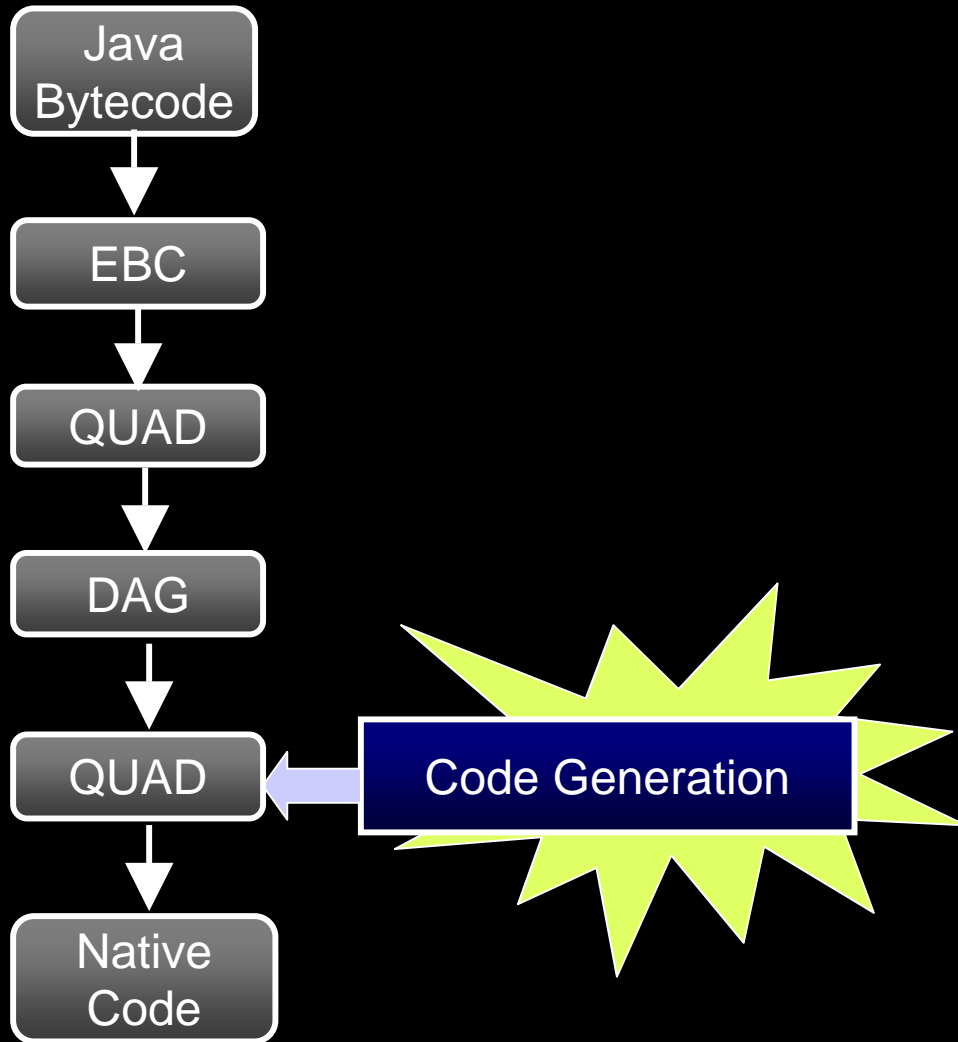 Java
Bytecode
EBC
QUAD
DAG
QUAD
Code Generation
Native
Code